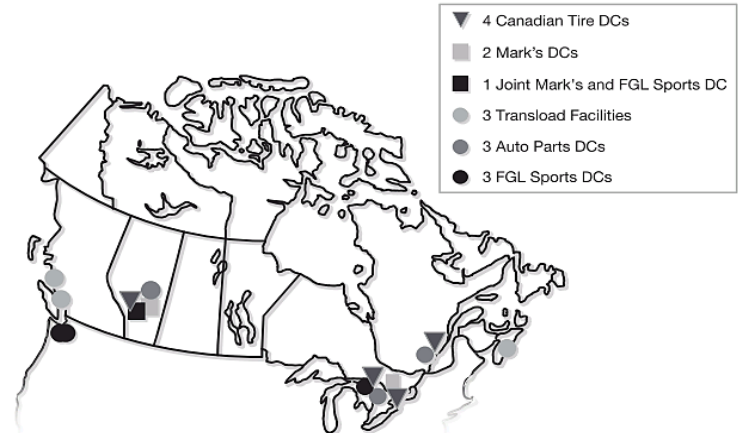 4 Canadian Tire DCs
2 Mark's DCs
1 Joint Mark's and FGL Sports DC
3 Transload Facilities
3 Auto Parts DCs
3 FGL Sports DCs